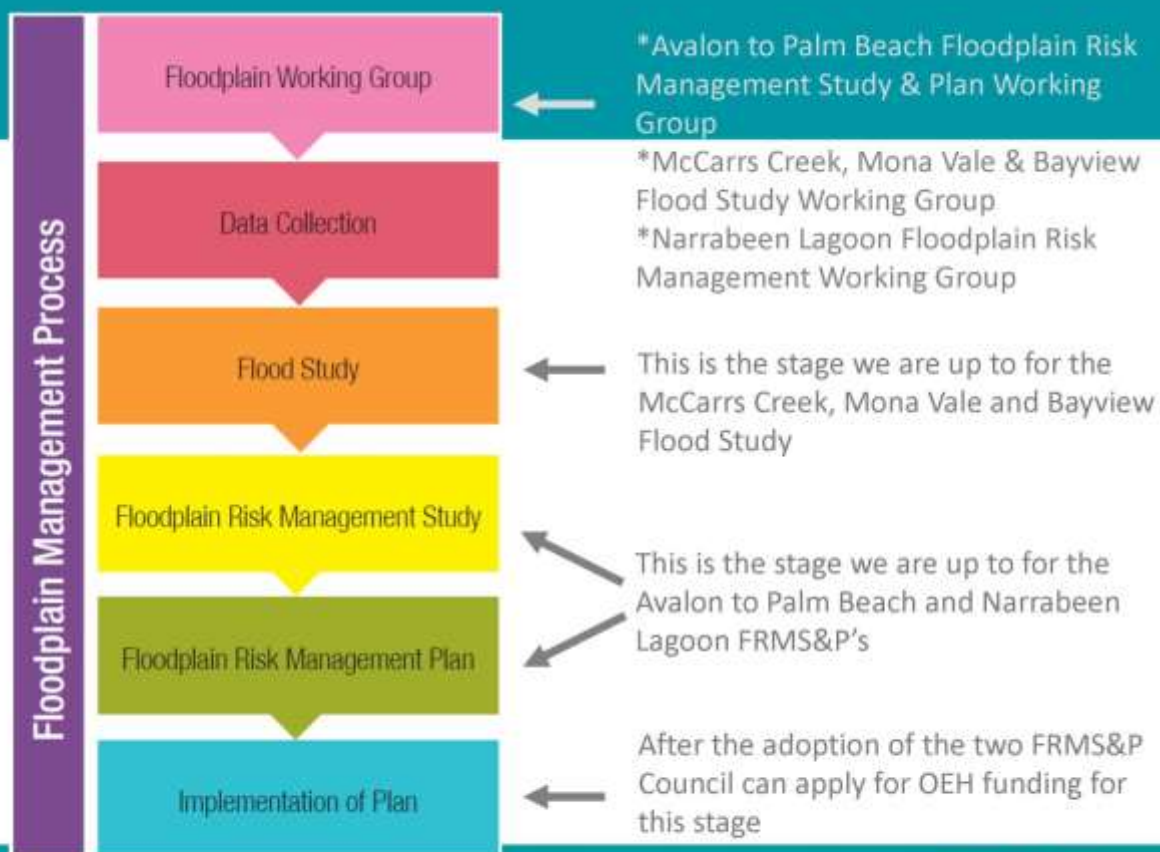 Floodplain Management Process
Floodplain Working Group
*Avalon to Palm Beach Floodplain Risk
Management Study & Plan Working
Group
*McCarrs Creek, Mona Vale & Bayview
Flood Study Working Group
*Narrabeen Lagoon Floodplain Risk
Management Working Group
Data Collection
Flood Study
This is the stage we are up to for the
McCarrs Creek, Mona Vale and Bayview
Flood Study
Floodplain Risk Management Study
Floodplain Risk Management Plan
This is the stage we are up to for the
Avalon to Palm Beach and Narrabeen
Lagoon FRMS&P’s
Implementation of Plan
After the adoption of the two FRMS&P
Council can apply for OEH funding for
this stage